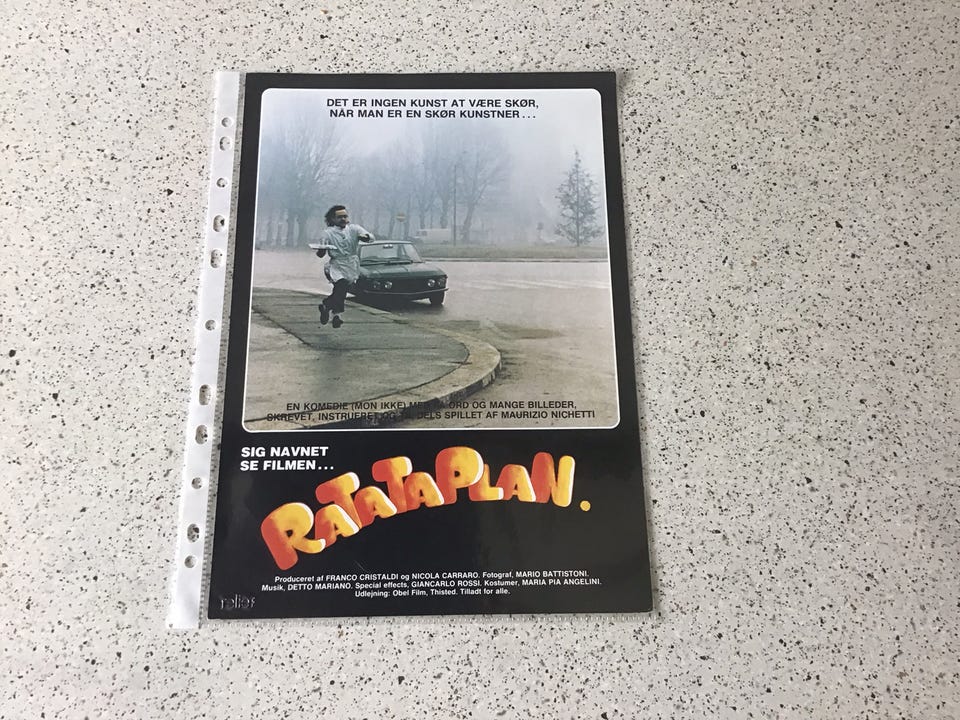 DET ER INGEN KUNST AT VÆRE SKØR,
NÅR MAN ER EN SKØR KUNSTNER...
EN KOMEDIE (MON IKKE) MED ORD OG MANGE BILLEDER,
SKREVET, INSTRUERET OG DELS SPILLET AF MAURIZIO NICHETTI
SIG NAVNET
SE FILMEN...
RATATAPLAN.
Produceret af FRANCO CRISTALDI og NICOLA CARRARO. Fotograf, MARIO BATTISTONI.
Musik, DETTO MARIANO. Special effects, GIANCARLO ROSSI. Kostumer, MARIA PIA ANGELINI.
Udlejning: Obel Film, Thisted. Tilladt for alle.
relief